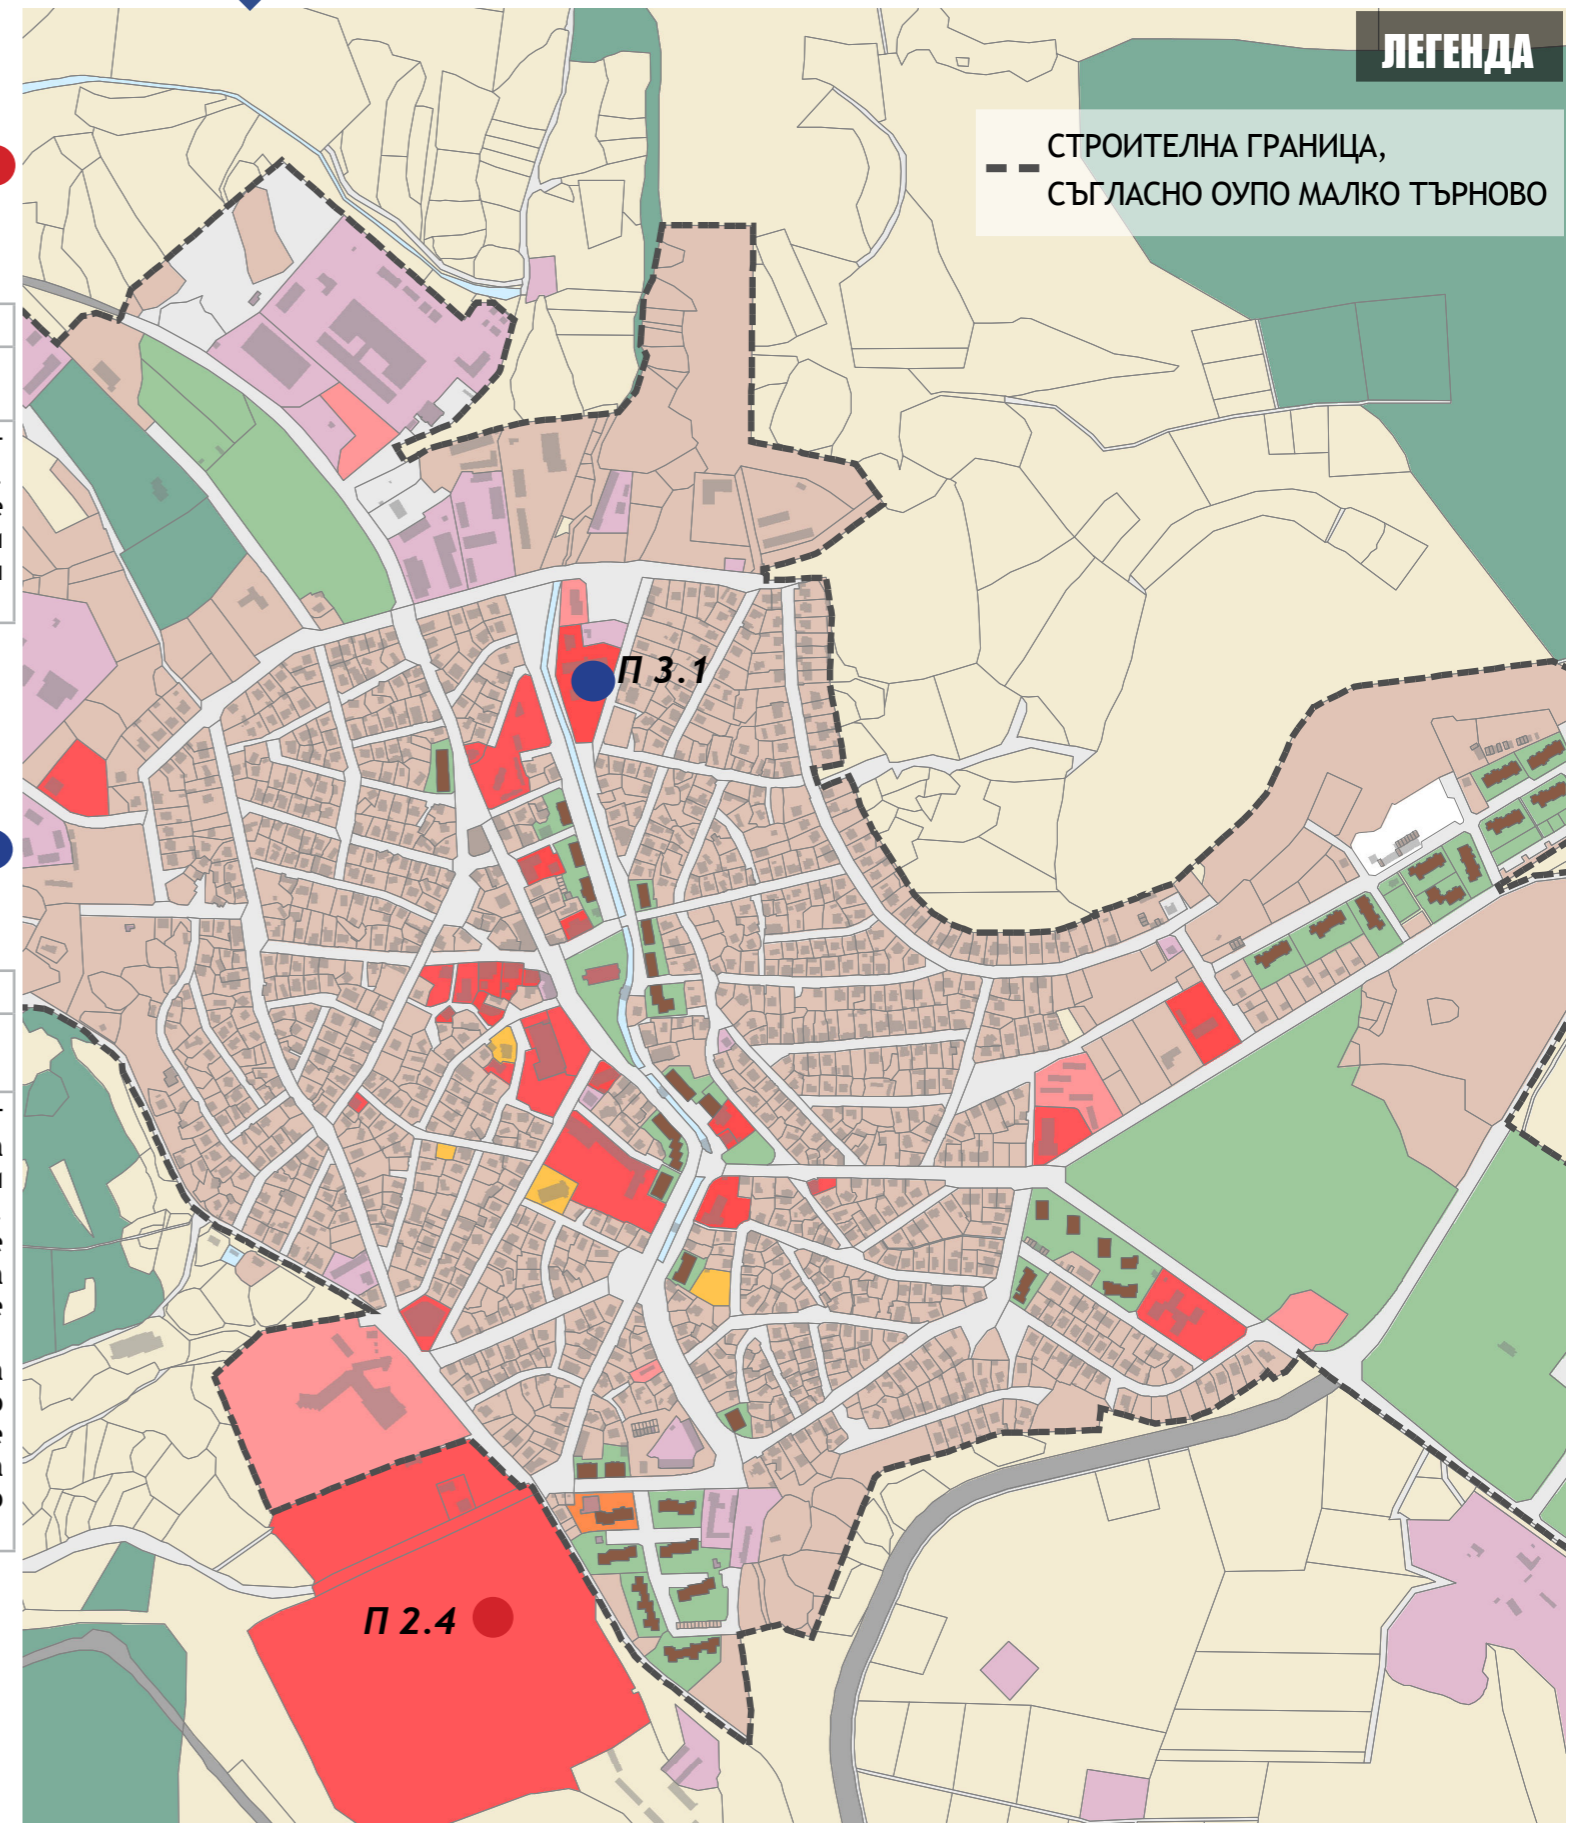 ЛЕГЕНДА
СТРОИТЕЛНА ГРАНИЦА,
СЪГЛАСНО ОУПО МАЛКО ТЪРНОВО
П 3.1
П 2.4